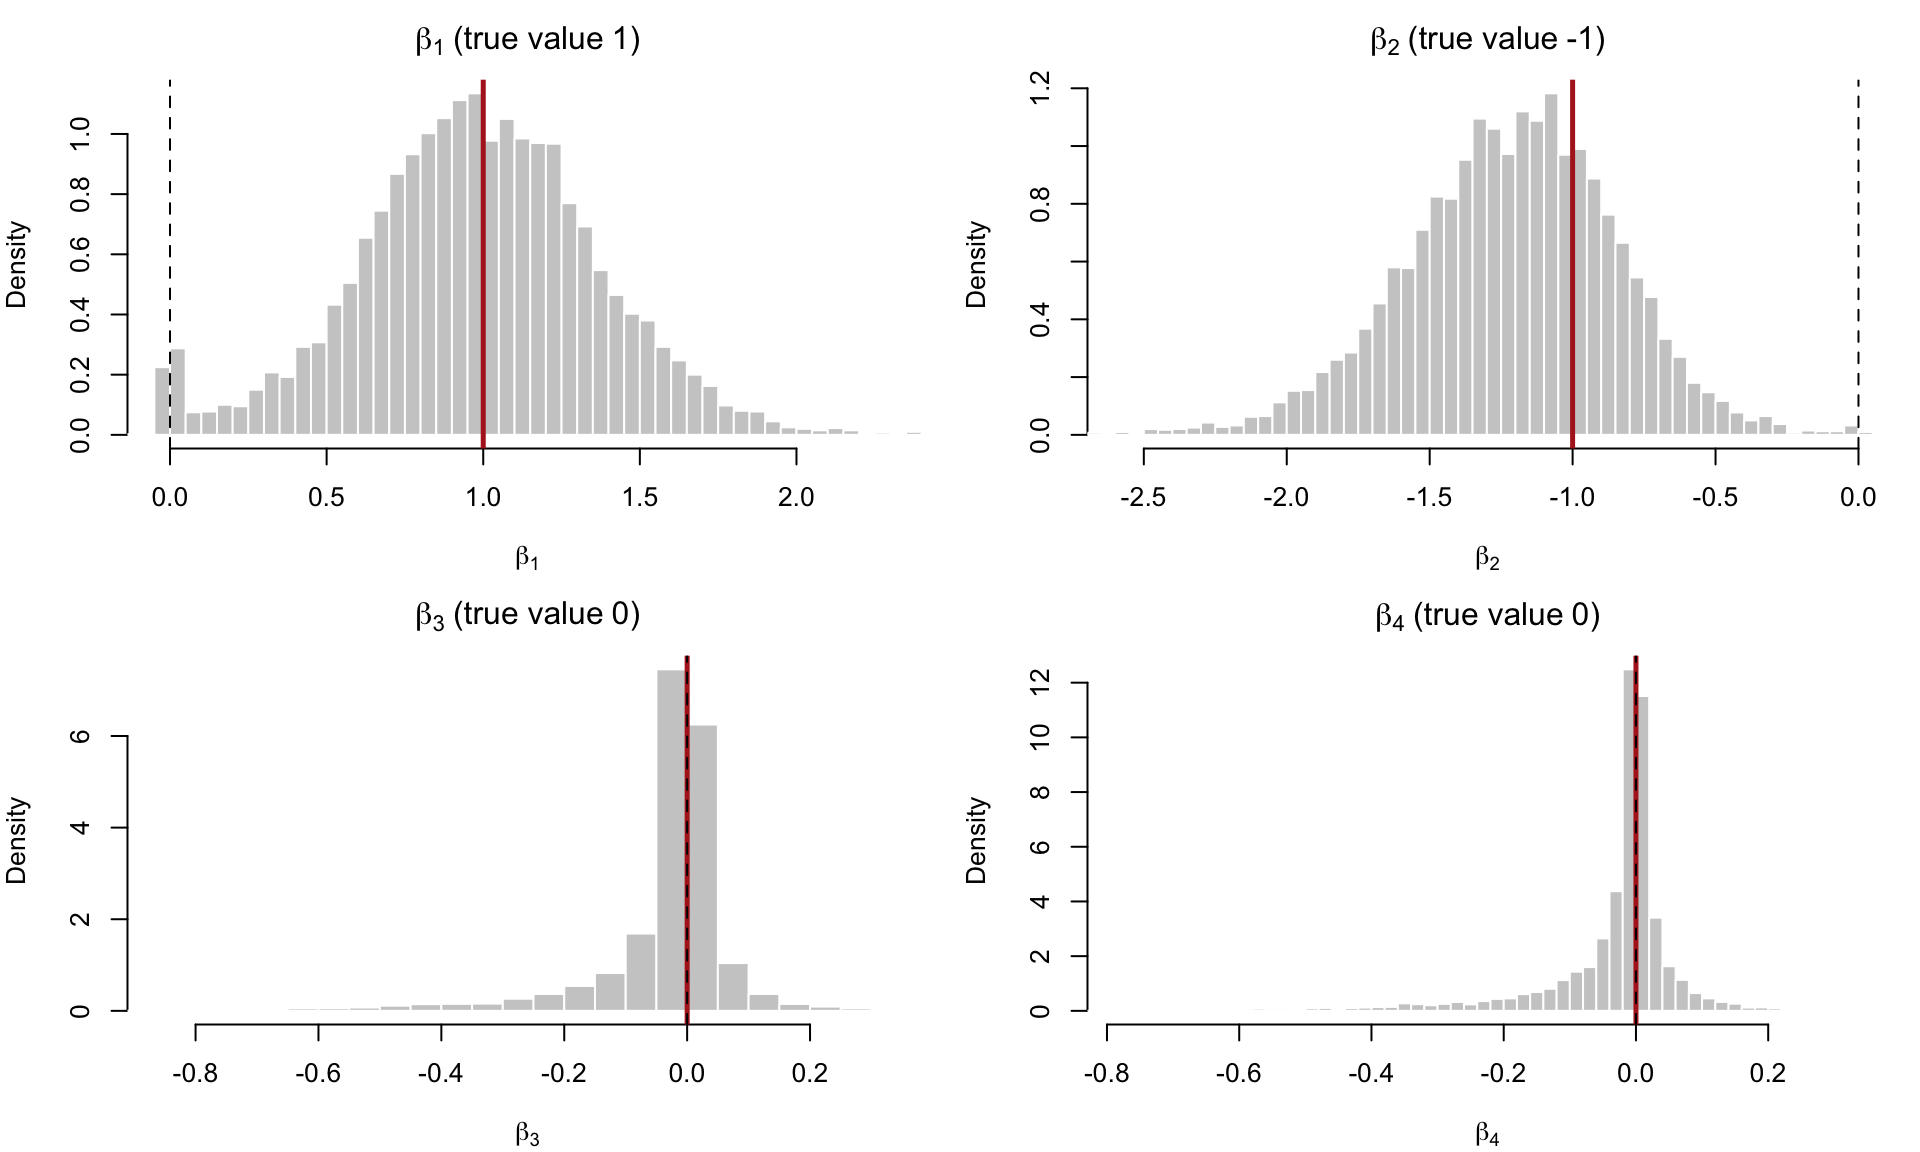 β1 (true value 1)
Density
0.0 0.2 0.4 0.6 0.8 1.0
0.0 0.5 1.0 1.5 2.0
β1
β2 (true value -1)
Density
0.0 0.4 0.8 1.2
-2.5 -2.0 -1.5 -1.0 -0.5 0.0
β2
β3 (true value 0)
Density
0 2 4 6
-0.8 -0.6 -0.4 -0.2 0.0 0.2
β3
β4 (true value 0)
Density
0 2 4 6 8 10 12
-0.8 -0.6 -0.4 -0.2 0.0 0.2
β4